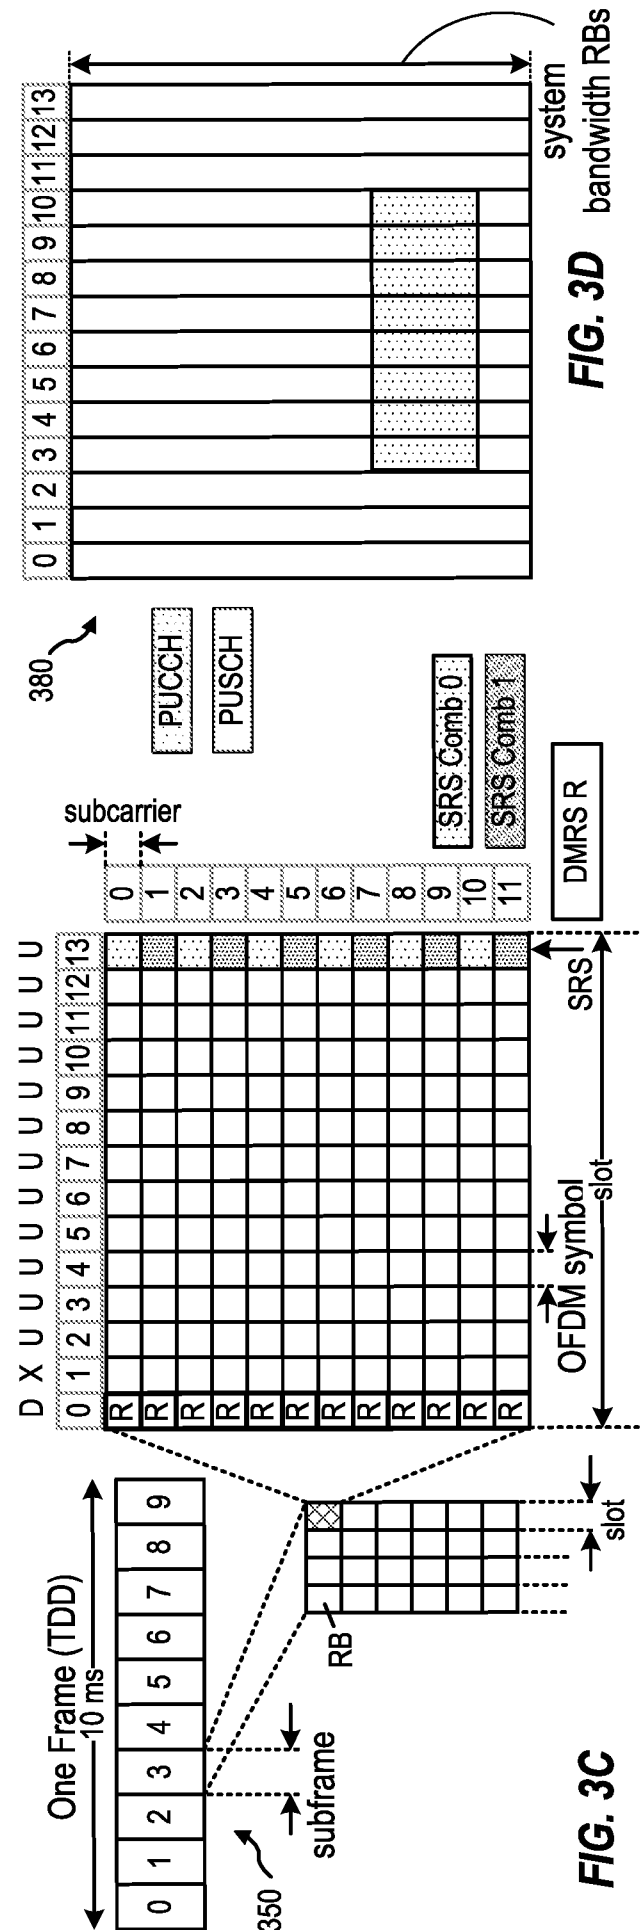 One Frame (TDD)
10 ms
0 1 2 3 4 5 6 7 8 9
350
subframe
RB
slot
FIG. 3C
D X U U U U U U U U U U U U
0 1 2 3 4 5 6 7 8 9 10 11 12 13
R
R
R
R
R
R
R
R
R
R
R
R
subcarrier
0
1
2
3
4
5
6
7
8
9
10
11
OFDM symbol
slot
SRS
SRS Comb 0
SRS Comb 1
DMRS R
380
PUCCH
PUSCH
0 1 2 3 4 5 6 7 8 9 10 11 12 13
system
bandwidth RBs
FIG. 3D